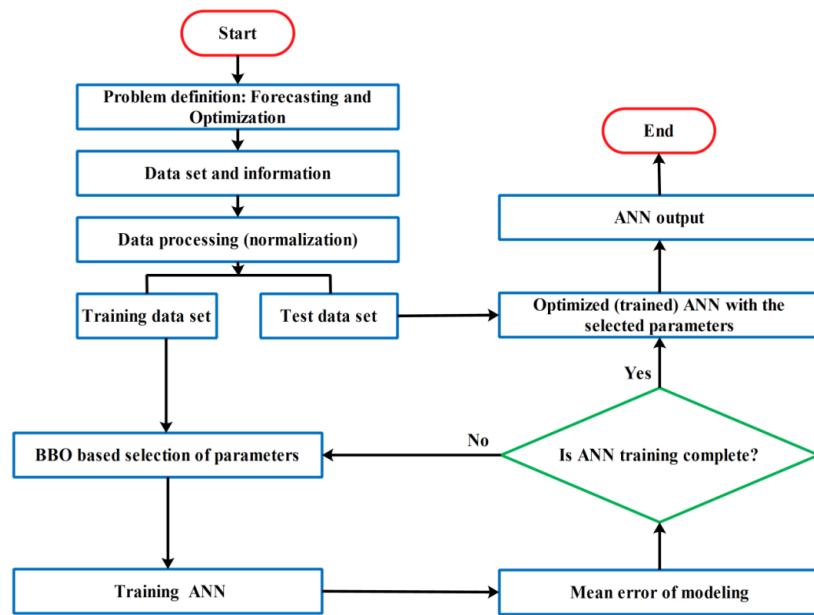 Start
Problem definition: Forecasting and
Optimization
Data set and information
Data processing (normalization)
Training data set
Test data set
BBO based selection of parameters
Training ANN
Mean error of modeling
Is ANN training complete?
No
Yes
Optimized (trained) ANN with the
selected parameters
ANN output
End